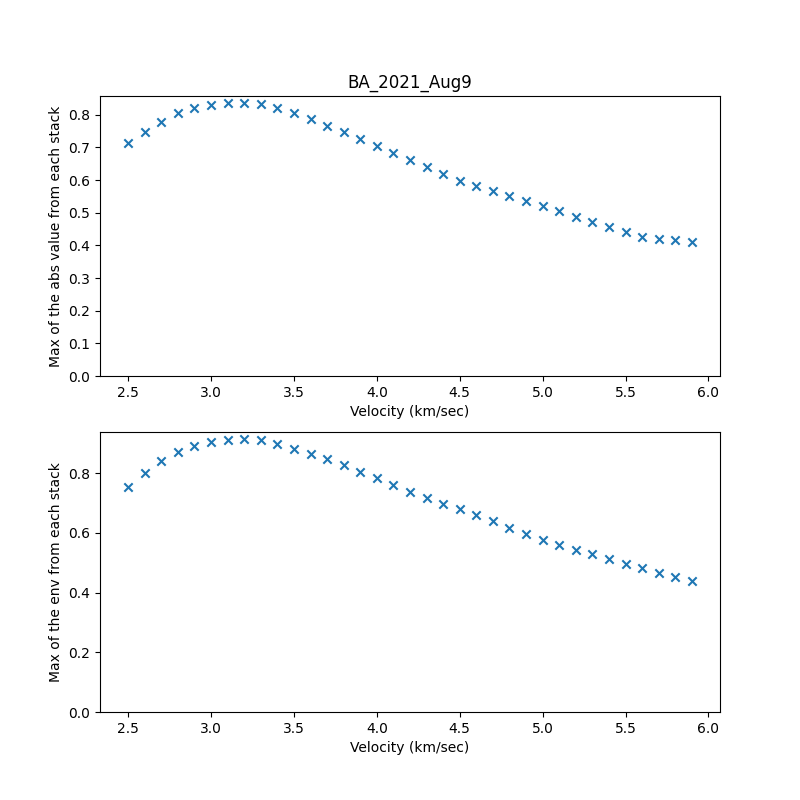 BA_2021_Aug9
Max of the abs value from each stack
0.8
0.7
0.6
0.5
0.4
0.3
0.2
0.1
0.0
2.5 3.0 3.5 4.0 4.5 5.0 5.5 6.0
Velocity (km/sec)
Max of the env from each stack
0.8
0.6
0.4
0.2
0.0
2.5 3.0 3.5 4.0 4.5 5.0 5.5 6.0
Velocity (km/sec)